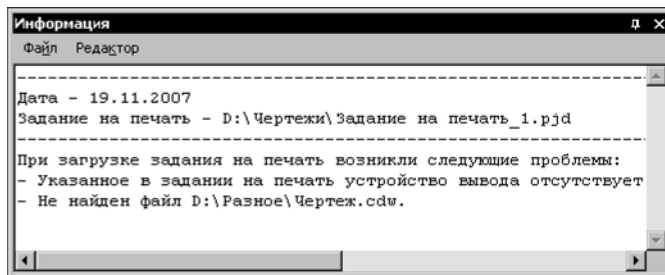 Информация
Файл Редактор
Дата - 19.11.2007
Задание на печать - D:\Чертежи\Задание на печать_1.pjd
При загрузке задания на печать возникли следующие проблемы:
- Указанное в задании на печать устройство вывода отсутствует
- Не найден файл D:\Разное\Чертеж.cdw.